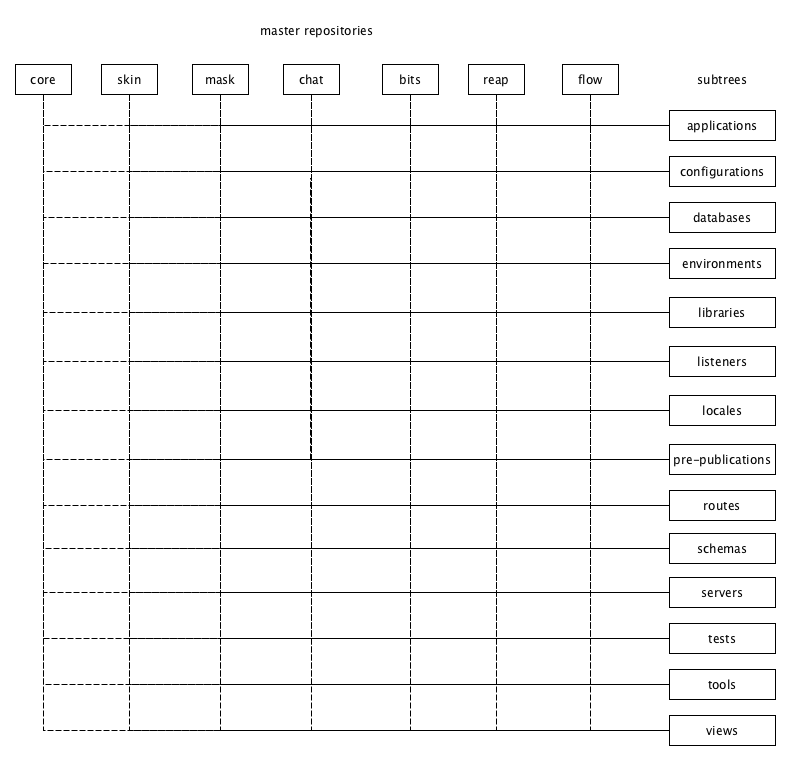 master repositories
core skin mask chat bits reap flow subtrees
applications
configurations
databases
environments
libraries
listeners
locales
pre-publications
routes
schemas
servers
tests
tools
views